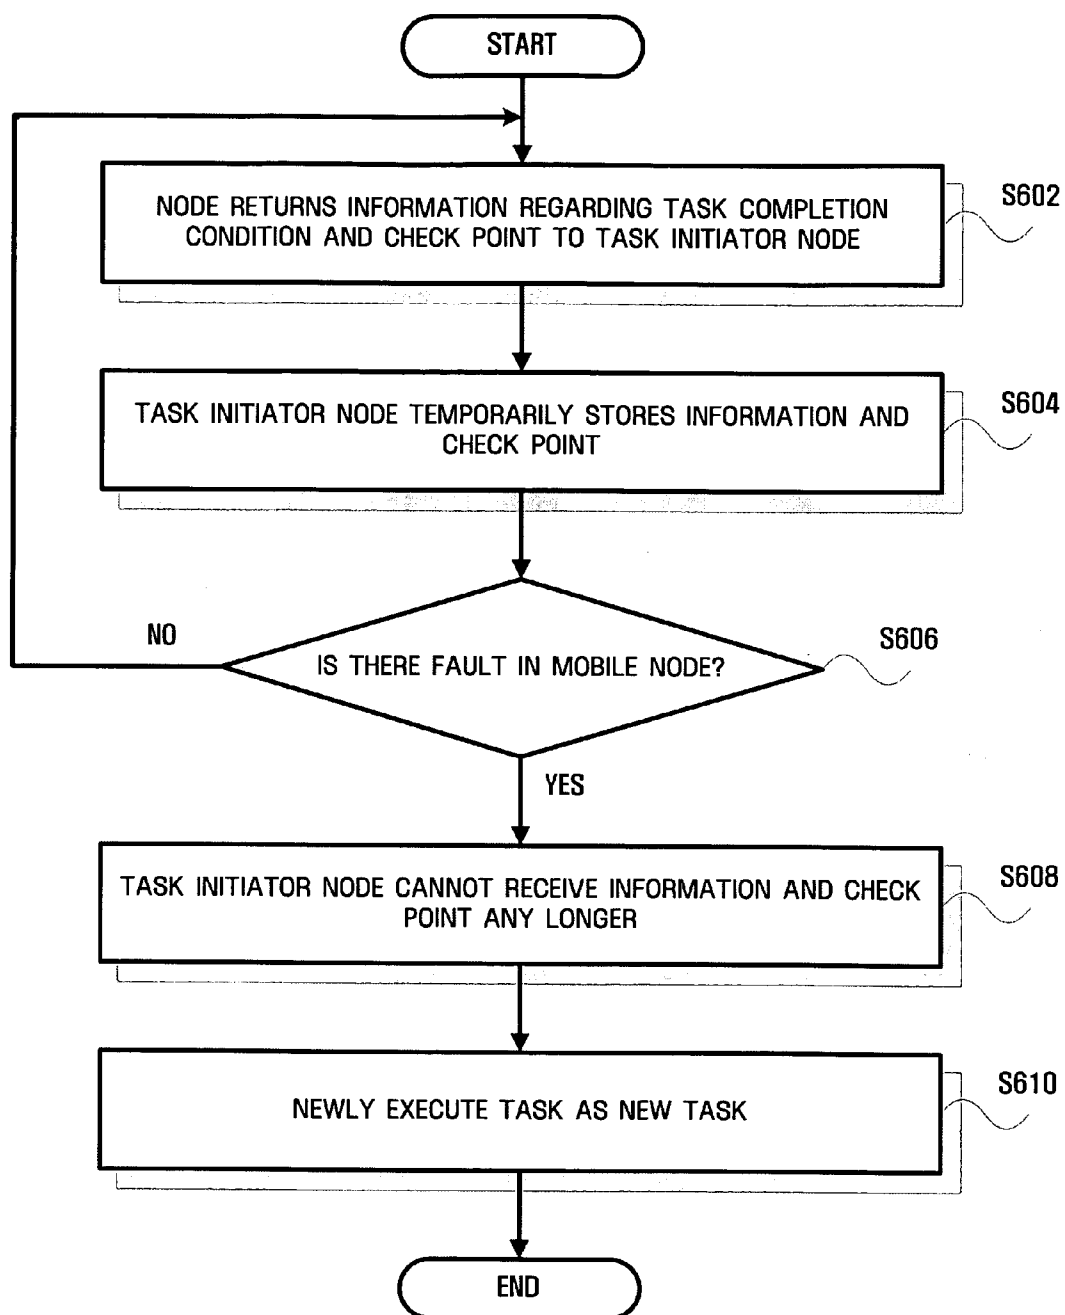 START
NODE RETURNS INFORMATION REGARDING TASK COMPLETION
CONDITION AND CHECK POINT TO TASK INITIATOR NODE
S602
TASK INITIATOR NODE TEMPORARILY STORES INFORMATION AND
CHECK POINT
S604
NO
IS THERE FAULT IN MOBILE NODE?
S606
YES
TASK INITIATOR NODE CANNOT RECEIVE INFORMATION AND CHECK
POINT ANY LONGER
S608
NEWLY EXECUTE TASK AS NEW TASK
S610
END